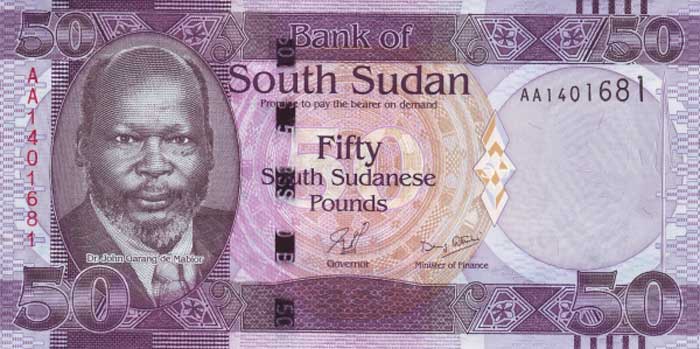 50
Bank of
50
South Sudan
Promise to pay the bearer on demand
AA1401681
AA1401681
Fifty
South Sudanese
Pounds
Governor
Minister of Finance
Dr. John Garang de Mabior
50
50